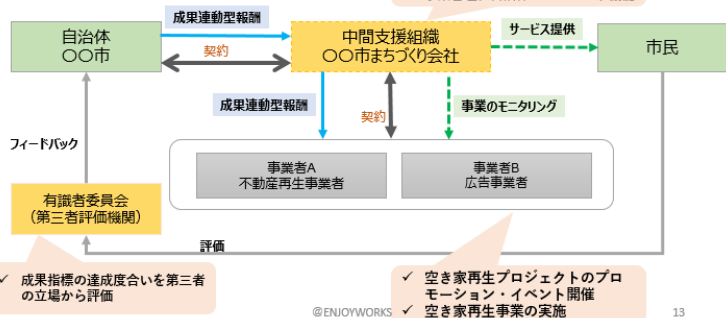 成果連動型報酬
自治体
〇〇市
契約
中間支援組織
〇〇市まちづくり会社
サービス提供
市民
成果連動型報酬
契約
事業のモニタリング
フィードバック
事業者A
不動産再生事業者
事業者B
広告事業者
有識者委員会
(第三者評価機関)
評価
✓ 成果指標の達成度合いを第三者
の立場から評価
✓ 空き家再生プロジェクトのプロ
モーション・イベント開催
✓ 空き家再生事業の実施
@ENJOYWORKS
13